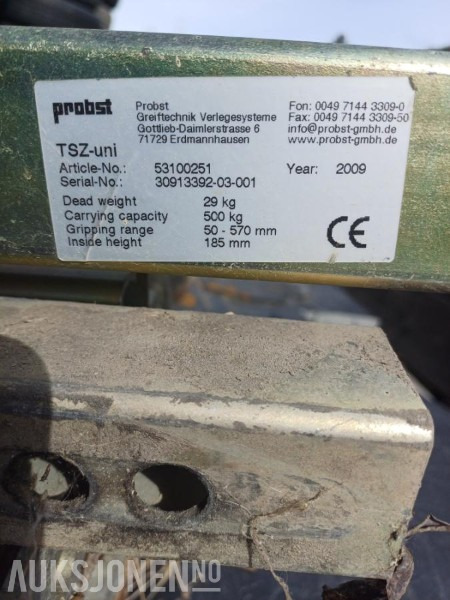 probst
Probst
Greiftechnik Verlegesysteme
Gottlieb-Daimlerstrasse 6
71729 Erdmannhausen
Fon: 0049 7144 3309-0
Fax: 0049 7144 3309-50
info@probst-gmbh.de
www.probst-gmbh.de
TSZ-uni
Article-No.: 53100251 Year: 2009
Serial-No.: 30913392-03-001
Dead weight 29 kg
Carrying capacity 500 kg
Gripping range 50 - 570 mm
Inside height 185 mm
CE
AUKSJONEN.NO